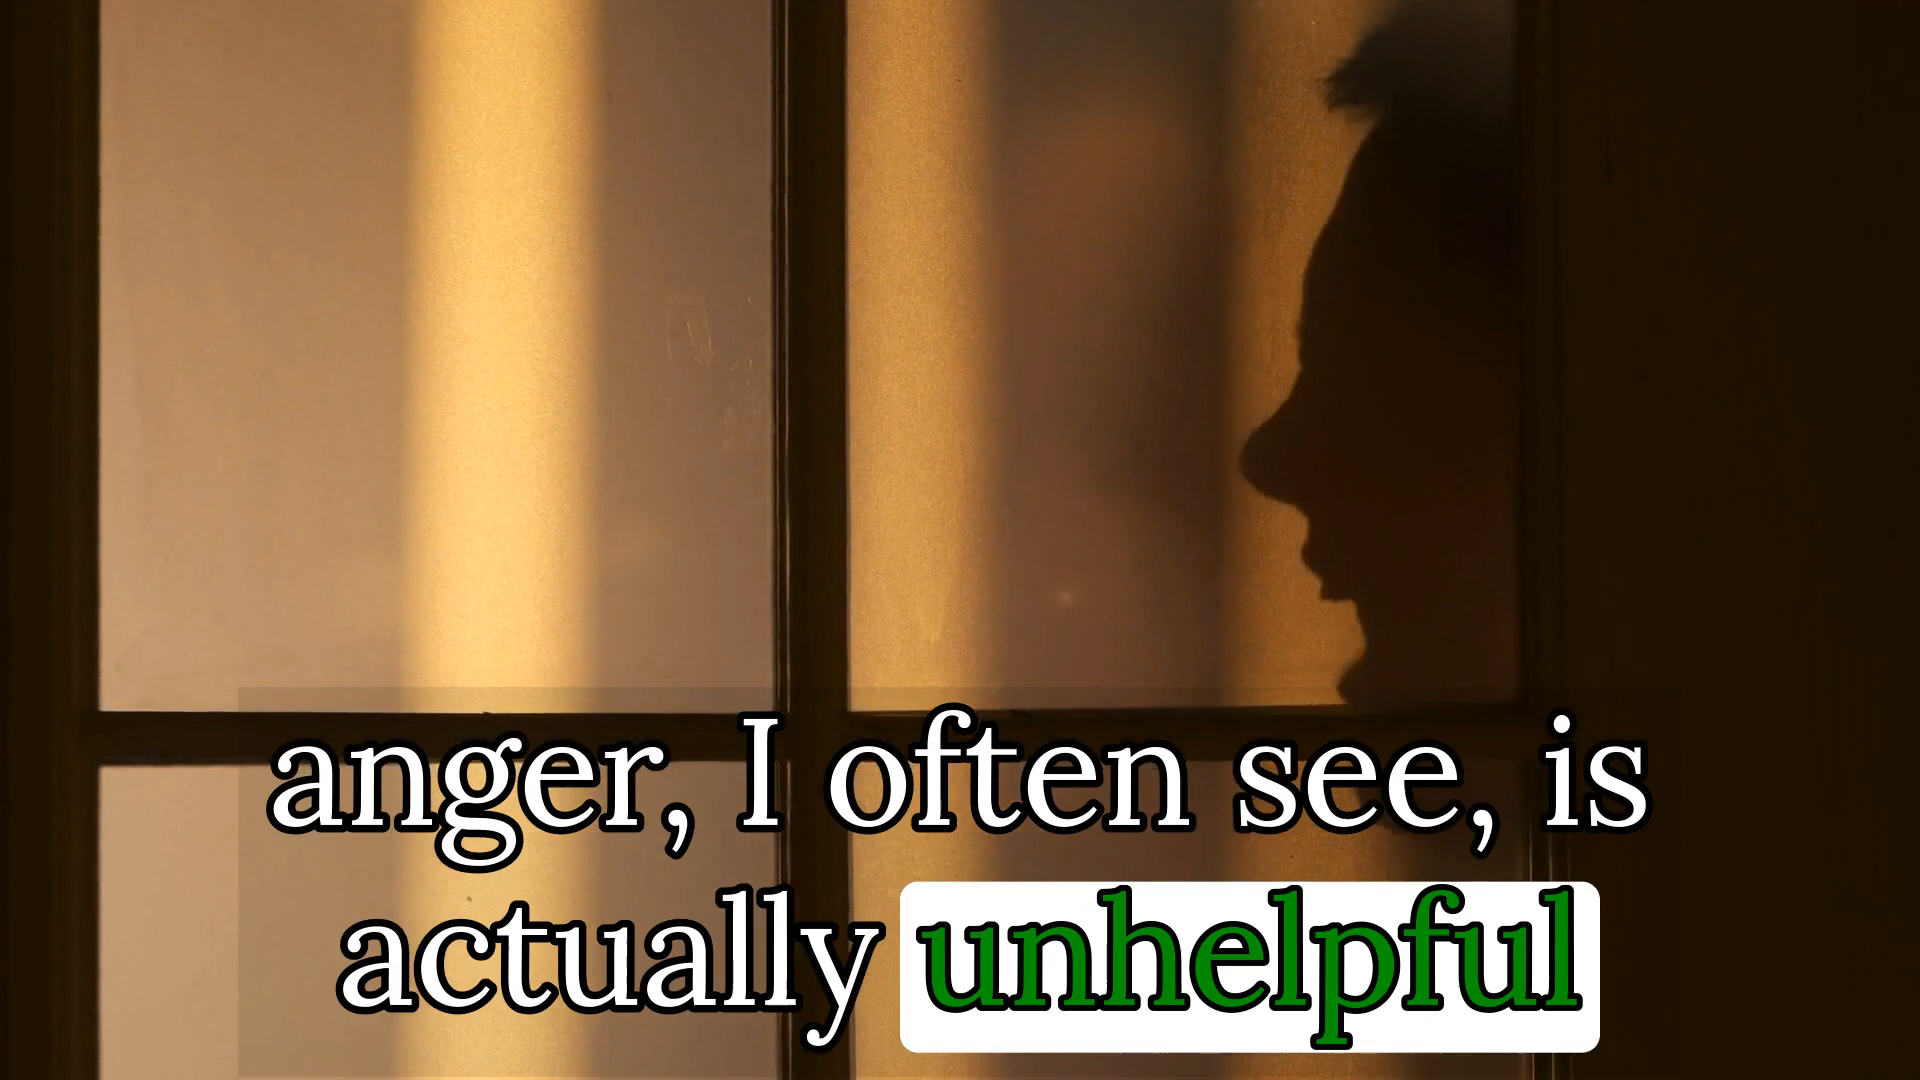 anger, I often see, is
actually unhelpful